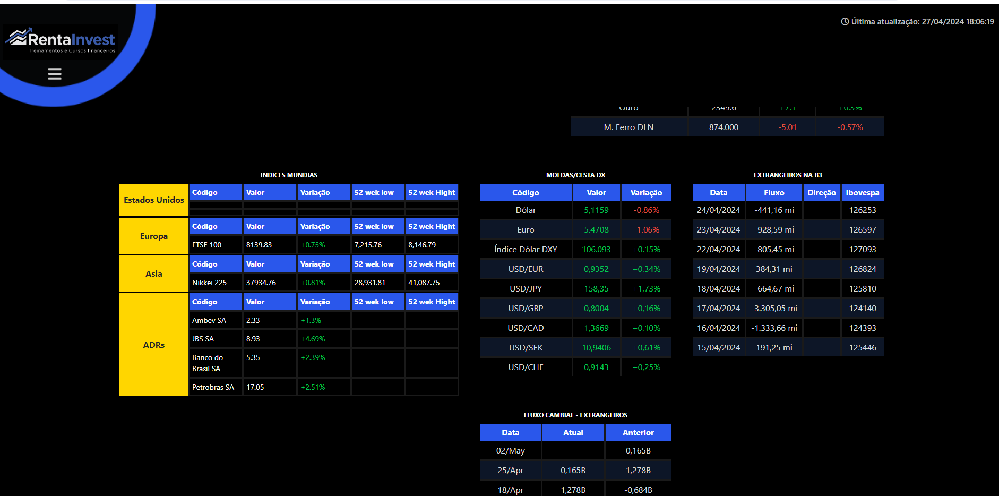 RentaInvest
Treinamentos e Cursos financeiros
Última atualização: 27/04/2024 18:06:19
Ouro 2349.6 +7.1 +0.3%
M. Ferro DLN 874.000 -5.01 -0.57%
INDICES MUNDIAS
Estados Unidos
Código Valor Variação 52 wek low 52 wek Hight
Europa
Código Valor Variação 52 wek low 52 wek Hight
FTSE 100 8139.83 +0.75% 7,215.76 8,146.79
Asia
Código Valor Variação 52 wek low 52 wek Hight
Nikkei 225 37934.76 +0.81% 28,931.81 41,087.75
ADRs
Código Valor Variação 52 wek low 52 wek Hight
Ambev SA 2.33 +1.3%
JBS SA 8.93 +4.69%
Banco do 5.35 +2.39%
Brasil SA
Petrobras SA 17.05 +2.51%
MOEDAS/CESTA DX
Código Valor Variação
Dólar 5,1159 -0,86%
Euro 5.4708 -1.06%
Índice Dólar DXY 106.093 +0.15%
USD/EUR 0,9352 +0,34%
USD/JPY 158,35 +1,73%
USD/GBP 0,8004 +0,16%
USD/CAD 1,3669 +0,10%
USD/SEK 10,9406 +0,61%
USD/CHF 0,9143 +0,25%
EXTRANGEIROS NA B3
Data Fluxo Direção Ibovespa
24/04/2024 -441,16 mi 126253
23/04/2024 -928,59 mi 126597
22/04/2024 -805,45 mi 127093
19/04/2024 384,31 mi 126824
18/04/2024 -664,67 mi 125810
17/04/2024 -3.305,05 mi 124140
16/04/2024 -1.333,66 mi 124393
15/04/2024 191,25 mi 125446
FLUXO CAMBIAL - EXTRANGEIROS
Data Atual Anterior
02/May 0,165B
25/Apr 0,165B 1,278B
18/Apr 1,278B -0,684B